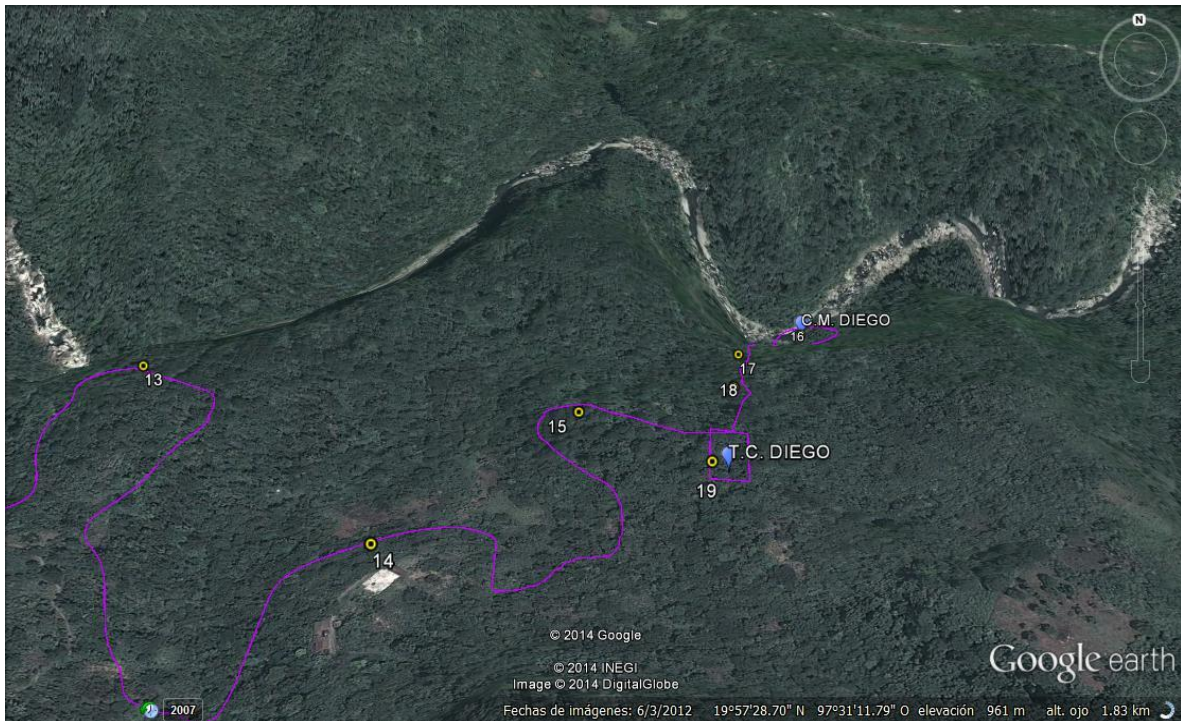 N
C.M. DIEGO
16
17
13
18
15
T.C. DIEGO
19
14
© 2014 Google
© 2014 INEGI
Image © 2014 DigitalGlobe
Google earth
2007
Fechas de imágenes: 6/3/2012 19°57'28.70" N 97°31'11.79" O elevación 961 m alt. ojo 1.83 km